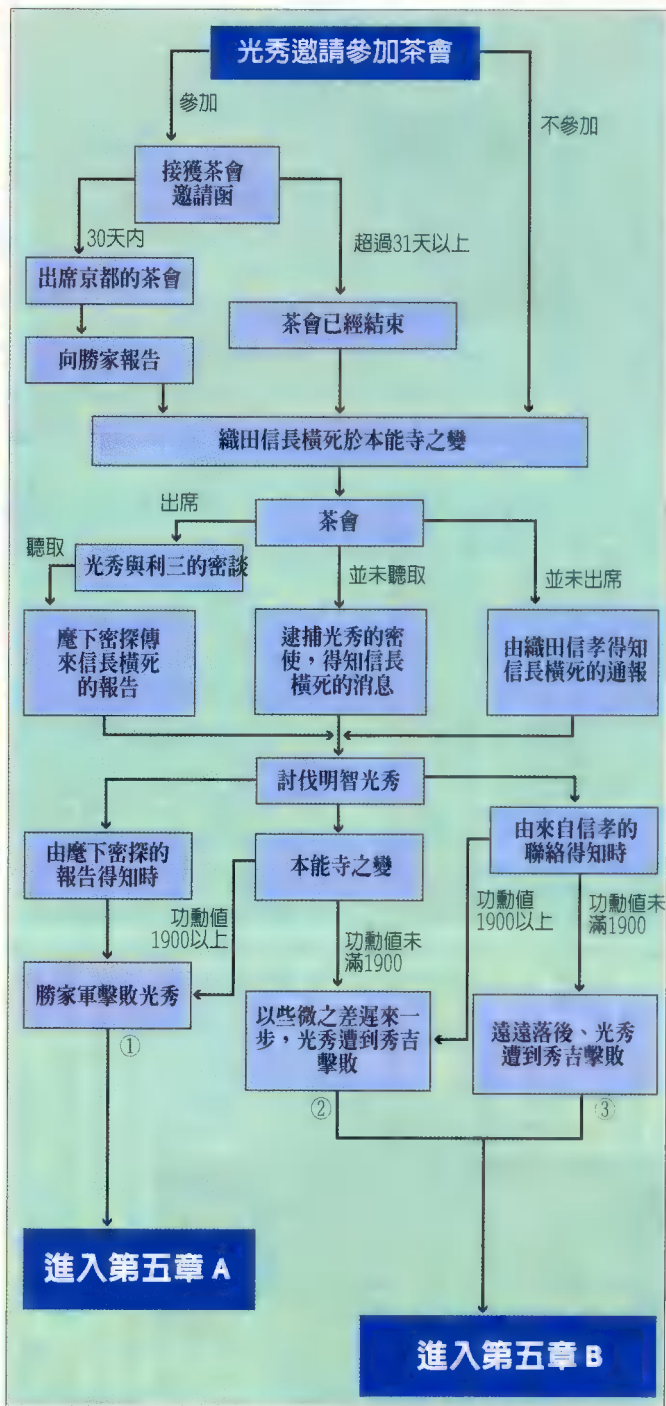 光秀邀請參加茶會
參加
不參加
接獲茶會
邀請函
30天內
超過31天以上
出席京都的茶會
茶會已經結束
向勝家報告
織田信長橫死於本能寺之變
出席
茶會
聽取
光秀與利三的密談
並未聽取
並未出席
麾下密探傳
來信長橫死
的報告
逮捕光秀的密
使，得知信長
橫死的消息
由織田信孝得知
信長橫死的通報
討伐明智光秀
由麾下密探的
報告得知時
本能寺之變
由來自信孝的
聯絡得知時
功勳值
1900以上
功勳值未
滿1900
功勳值
1900以上
功勳值未
滿1900
勝家軍擊敗光秀
①
以些微之差遲來一
步，光秀遭到秀吉
擊敗
②
遠遠落後、光秀
遭到秀吉擊敗
③
進入第五章 A
進入第五章 B